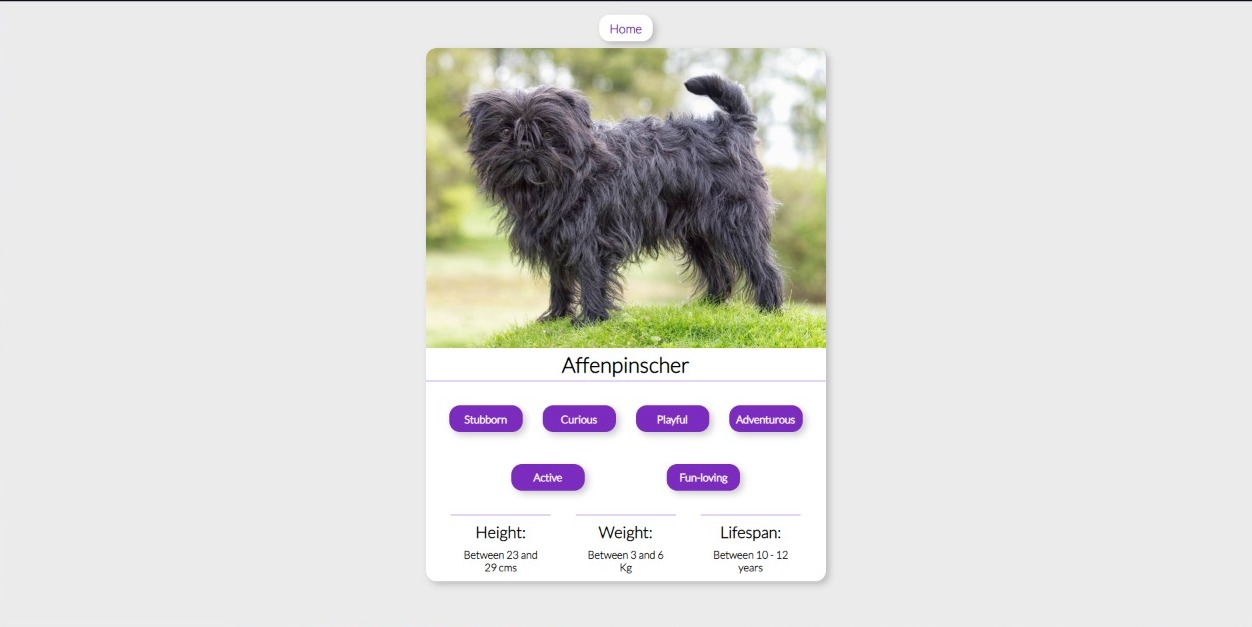 Home
Affenpinscher
Stubborn Curious Playful Adventurous
Active Fun-loving
Height: Weight: Lifespan:
Between 23 and Between 3 and 6 Between 10 - 12
29 cms Kg years